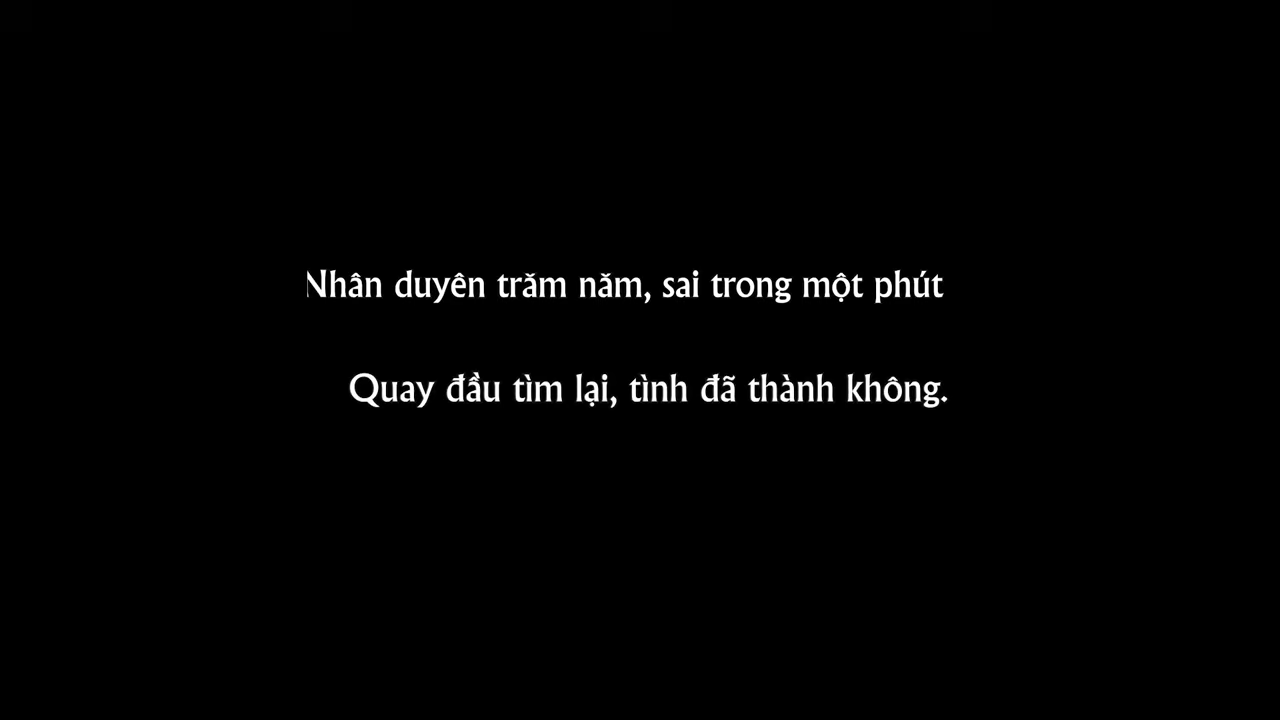 Nhân duyên trăm năm, sai trong một phút
Quay đầu tìm lại, tình đã thành không.